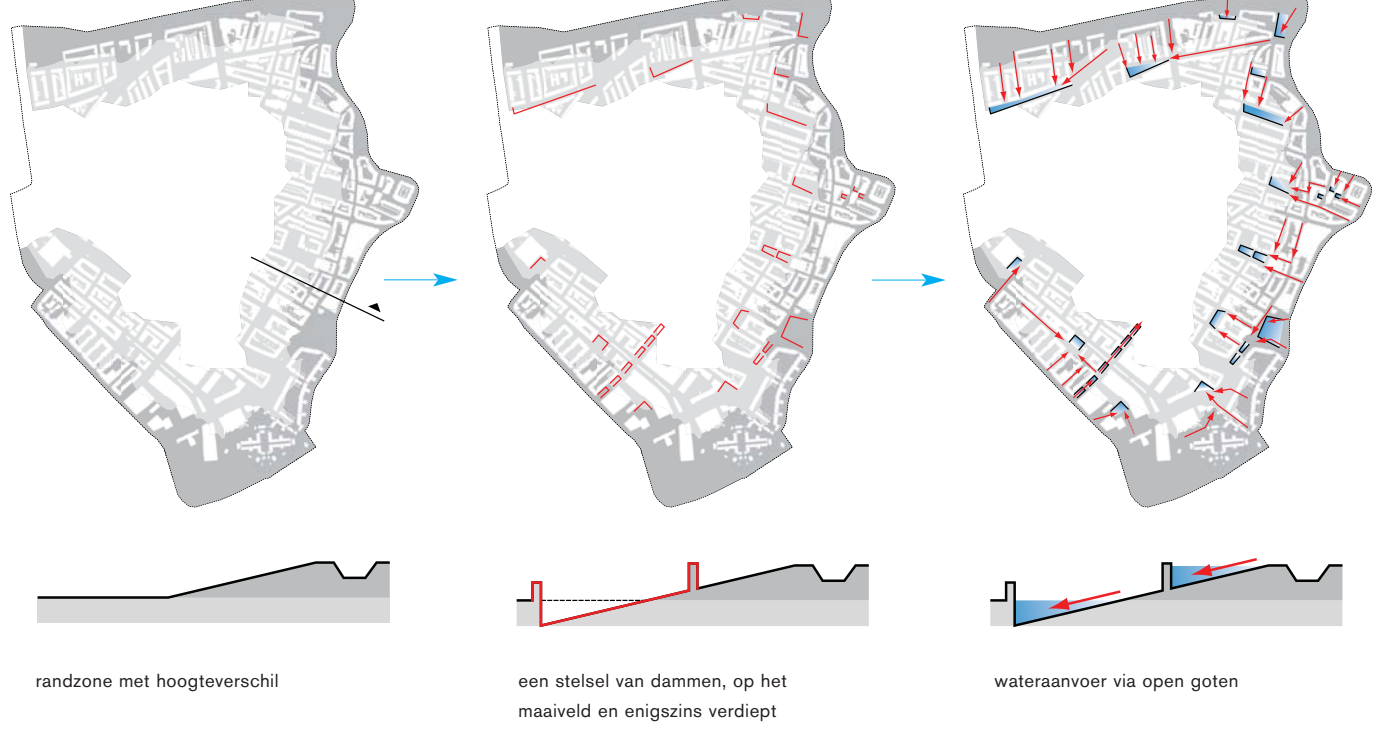 randzone met hoogteverschil
een stelsel van dammen, op het
maaiveld en enigszins verdiept
wateraanvoer via open goten